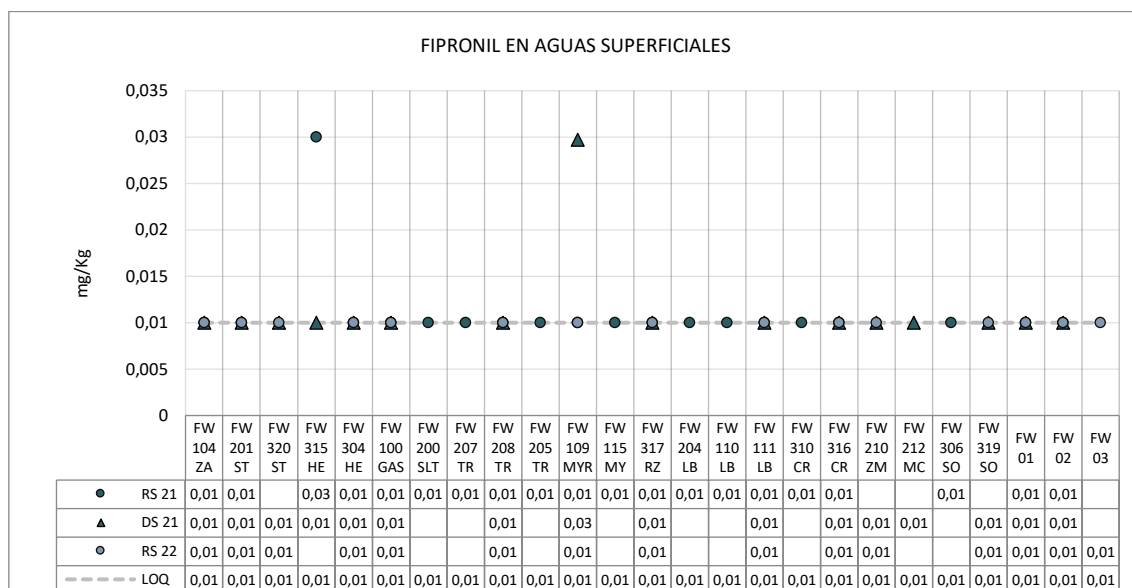 FIPRONIL EN AGUAS SUPERFICIALES
0,035
0,03
0,025
0,02
0,015
0,01
0,005
0
mg/Kg
FW FW FW FW FW FW FW FW FW FW FW FW FW FW FW FW FW FW FW FW FW FW FW FW FW
104 201 320 315 304 100 200 207 208 205 109 115 317 204 110 111 310 316 210 212 306 319 01 02 03
ZA ST ST HE HE GAS SLT TR TR TR MYR MY RZ LB LB LB CR CR ZM MC SO SO
RS 21 0,01 0,01 0,03 0,01 0,01 0,01 0,01 0,01 0,01 0,01 0,01 0,01 0,01 0,01 0,01 0,01 0,01 0,01 0,01 0,01
DS 21 0,01 0,01 0,01 0,01 0,01 0,01 0,01 0,03 0,01 0,01 0,01 0,01 0,01 0,01 0,01 0,01
RS 22 0,01 0,01 0,01 0,01 0,01 0,01 0,01 0,01 0,01 0,01 0,01 0,01 0,01 0,01 0,01
LOQ 0,01 0,01 0,01 0,01 0,01 0,01 0,01 0,01 0,01 0,01 0,01 0,01 0,01 0,01 0,01 0,01 0,01 0,01 0,01 0,01 0,01 0,01 0,01 0,01 0,01